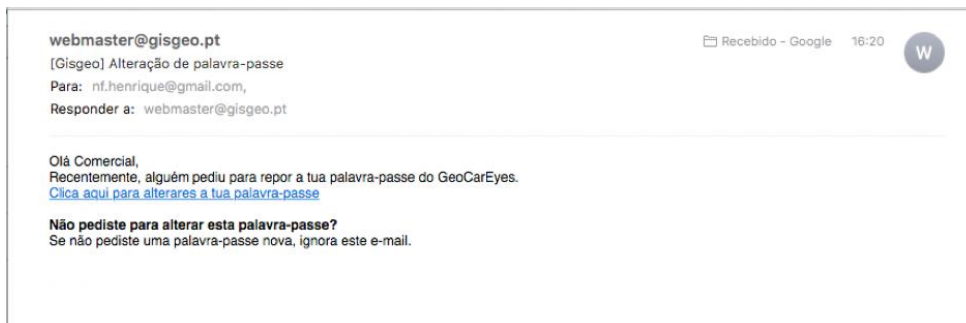 webmaster@gisgeo.pt
Recebido - Google 16:20
W
[Gisgeo] Alteração de palavra-passe
Para: nf.henrique@gmail.com,
Responder a: webmaster@gisgeo.pt
Olá Comercial,
Recentemente, alguém pediu para repor a tua palavra-passe do GeoCarEyes.
Clica aqui para alterares a tua palavra-passe
Não pediste para alterar esta palavra-passe?
Se não pediste uma palavra-passe nova, ignora este e-mail.